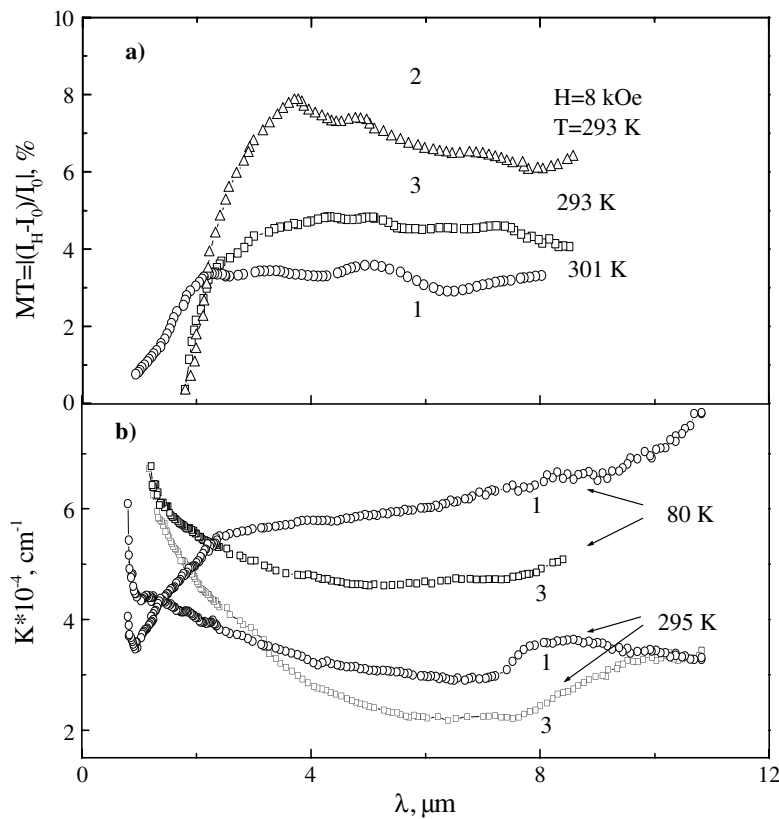 10
a)
2
H=8 kOe
T=293 K
8
6
3
293 K
4
301 K
1
2
0
MT=|(I_H-I_0)/I_0|, %
b)
6
1
80 K
3
4
295 K
1
3
2
K*10^-4, cm^-1
0 4 8 12
λ, μm